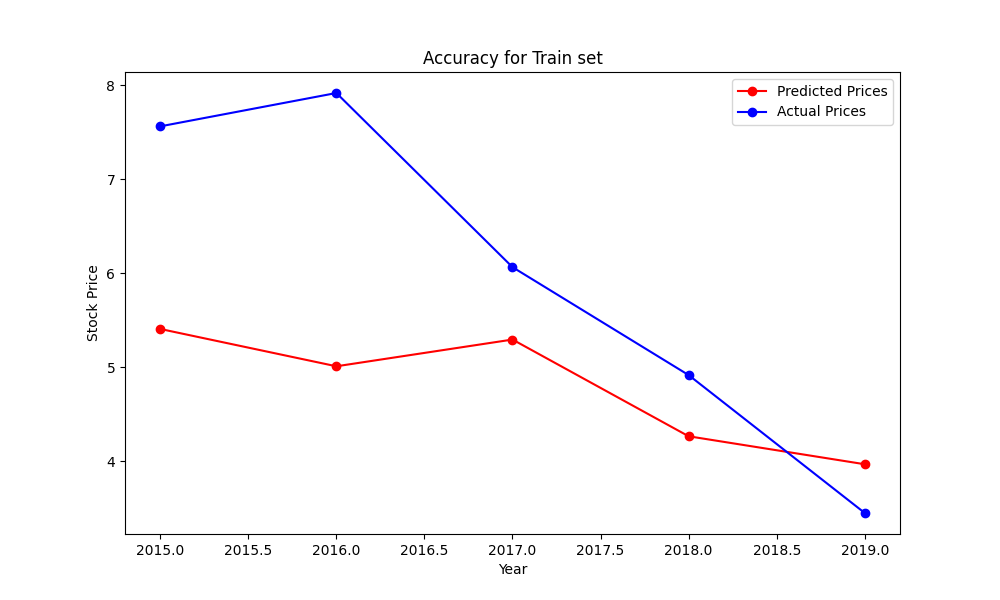 Accuracy for Train set
Predicted Prices
Actual Prices
8
7
6
5
4
Stock Price
2015.0 2015.5 2016.0 2016.5 2017.0 2017.5 2018.0 2018.5 2019.0
Year